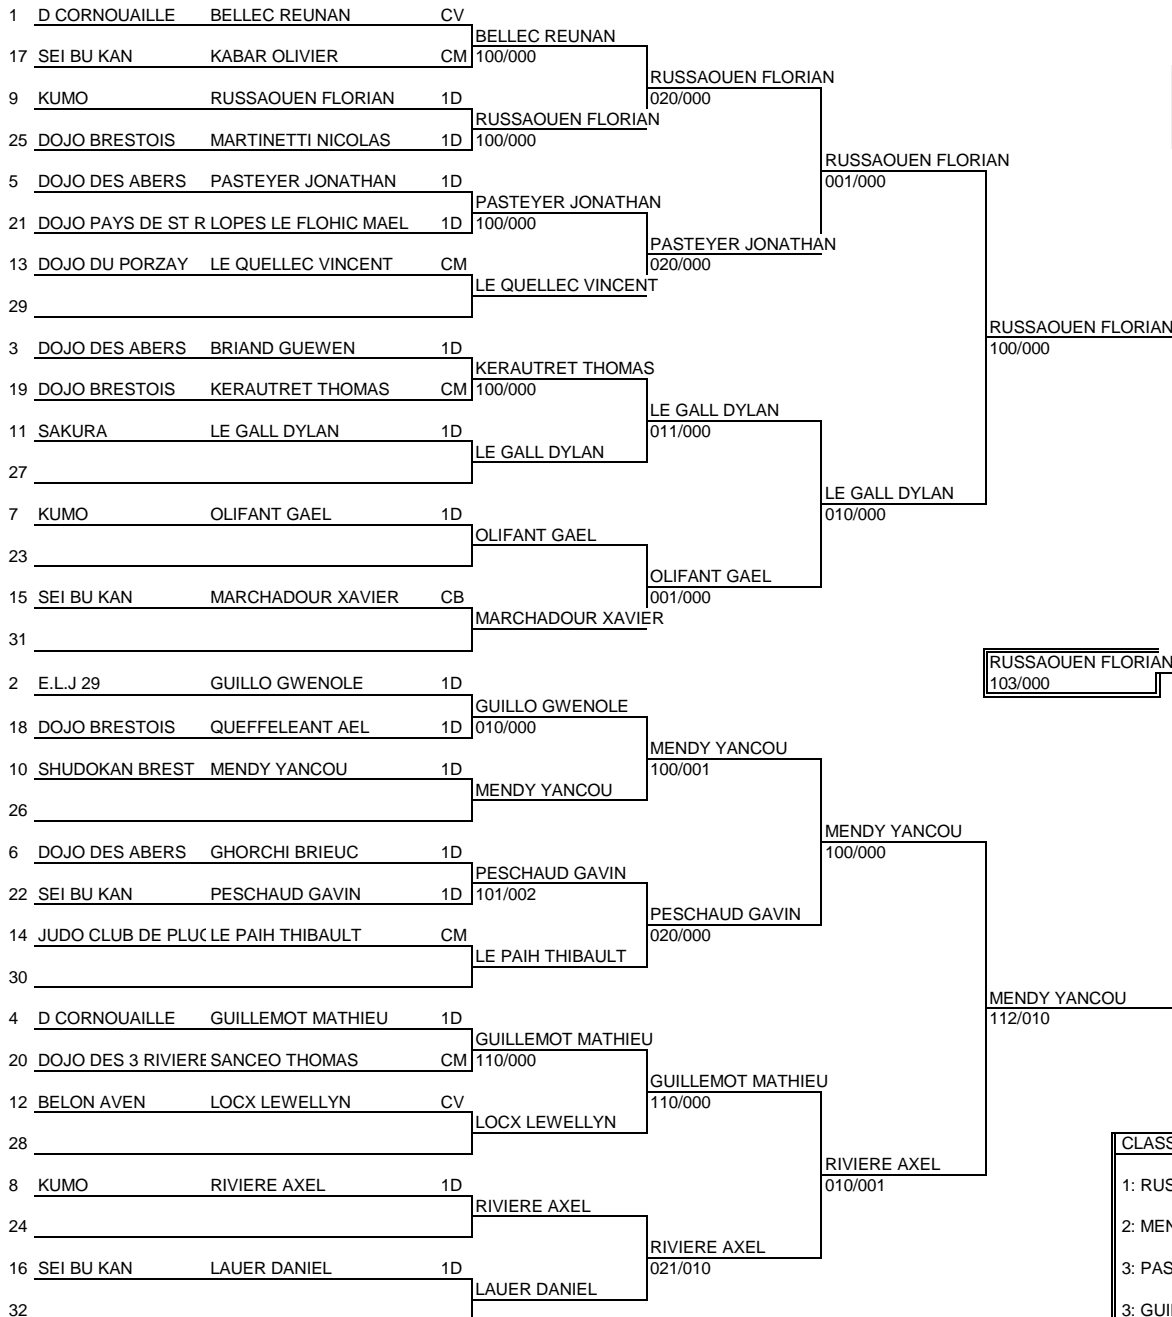 1 D CORNOUAILLE BELLEC REUNAN CV
BELLEC REUNAN
17 SEI BU KAN KABAR OLIVIER CM 100/000
RUSSAOUEN FLORIAN
9 KUMO RUSSAOUEN FLORIAN 1D 020/000
RUSSAOUEN FLORIAN
25 DOJO BRESTOIS MARTINETTI NICOLAS 1D 100/000
RUSSAOUEN FLORIAN
5 DOJO DES ABERS PASTEYER JONATHAN 1D 001/000
PASTEYER JONATHAN
21 DOJO PAYS DE ST R LOPES LE FLOHIC MAEL 1D 100/000
PASTEYER JONATHAN
13 DOJO DU PORZAY LE QUELLEC VINCENT CM 020/000
LE QUELLEC VINCENT
29
RUSSAOUEN FLORIAN
3 DOJO DES ABERS BRIAND GUEWEN 1D 100/000
KERAUTRET THOMAS
19 DOJO BRESTOIS KERAUTRET THOMAS CM 100/000
LE GALL DYLAN
11 SAKURA LE GALL DYLAN 1D 011/000
LE GALL DYLAN
27
LE GALL DYLAN
7 KUMO OLIFANT GAEL 1D 010/000
OLIFANT GAEL
23
OLIFANT GAEL
15 SEI BU KAN MARCHADOUR XAVIER CB 001/000
MARCHADOUR XAVIER
31
RUSSAOUEN FLORIAN
2 E.L.J 29 GUILLO GWENOLE 1D 103/000
GUILLO GWENOLE
18 DOJO BRESTOIS QUEFFELEANT AEL 1D 010/000
MENDY YANCOU
10 SHUDOKAN BREST MENDY YANCOU 1D 100/001
MENDY YANCOU
26
MENDY YANCOU
6 DOJO DES ABERS GHORCHI BRIEUC 1D 100/000
PESCHAUD GAVIN
22 SEI BU KAN PESCHAUD GAVIN 1D 101/002
PESCHAUD GAVIN
14 JUDO CLUB DE PLU LE PAIH THIBAULT CM 020/000
LE PAIH THIBAULT
30
MENDY YANCOU
4 D CORNOUAILLE GUILLEMOT MATHIEU 1D 112/010
GUILLEMOT MATHIEU
20 DOJO DES 3 RIVIERE SANCEO THOMAS CM 110/000
GUILLEMOT MATHIEU
12 BELON AVEN LOCX LEWELLYN CV 110/000
LOCX LEWELLYN
28 CLASS
RIVIERE AXEL
8 KUMO RIVIERE AXEL 1D 010/001 1: RUS
RIVIERE AXEL
24 2: MEN
RIVIERE AXEL
16 SEI BU KAN LAUER DANIEL 1D 021/010 3: PAS
LAUER DANIEL
32 3: GUI